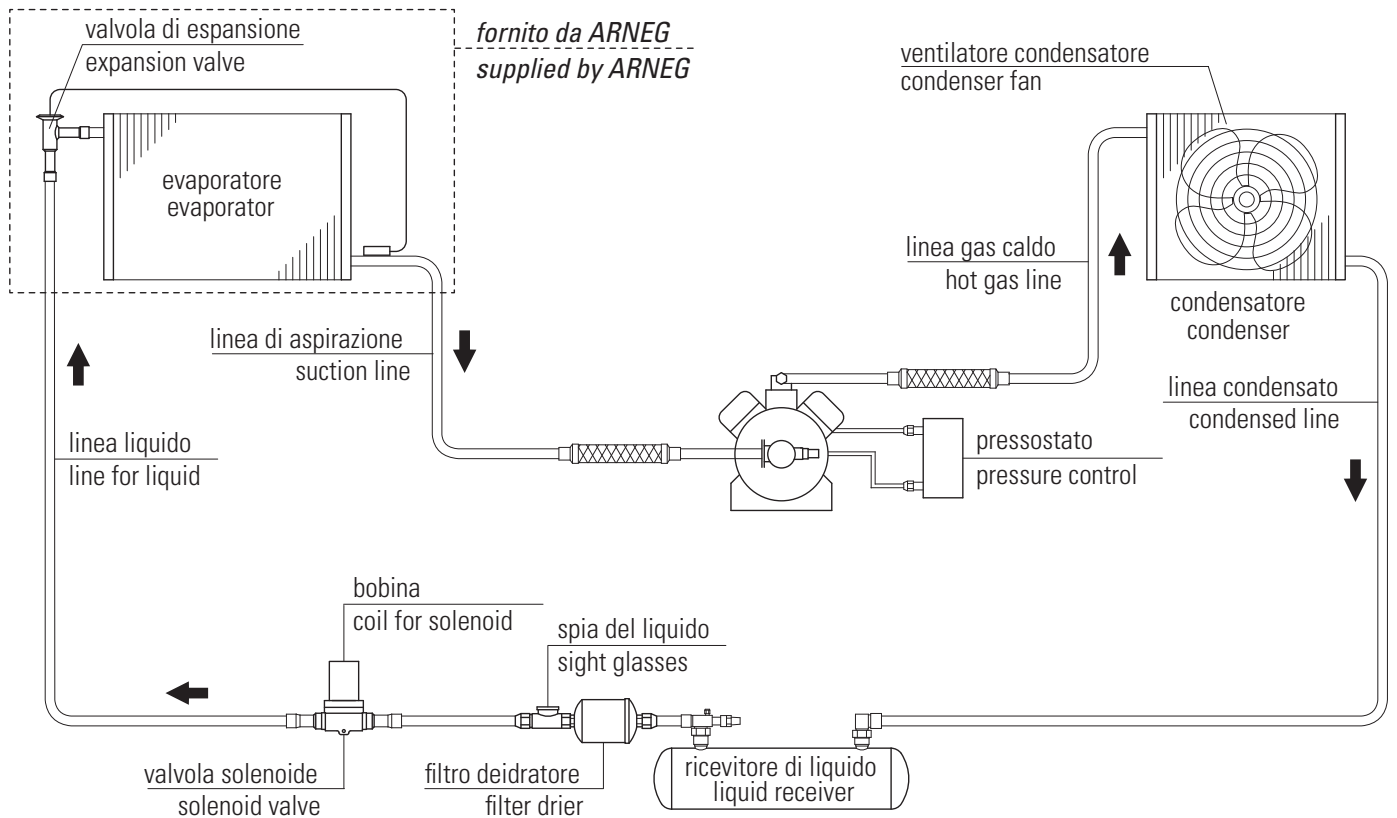 valvola di espansione
expansion valve
fornito da ARNEG
supplied by ARNEG
ventilatore condensatore
condenser fan
evaporatore
evaporator
linea gas caldo
hot gas line
condensatore
condenser
linea di aspirazione
suction line
linea condensato
condensed line
linea liquido
line for liquid
pressostato
pressure control
bobina
coil for solenoid
spia del liquido
sight glasses
valvola solenoide
solenoid valve
filtro deidratore
filter drier
ricevitore di liquido
liquid receiver